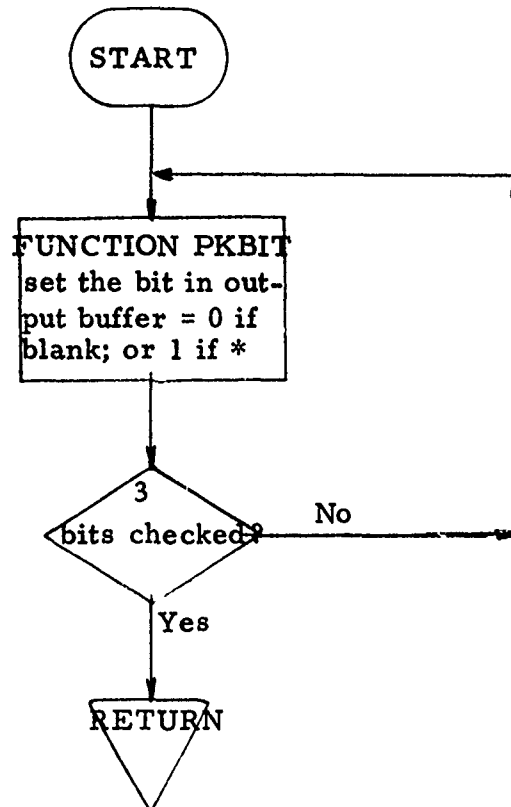 START
FUNCTION PKBIT
set the bit in out-
put buffer = 0 if
blank; or 1 if *
3
bits checked?
No
Yes
RETURN